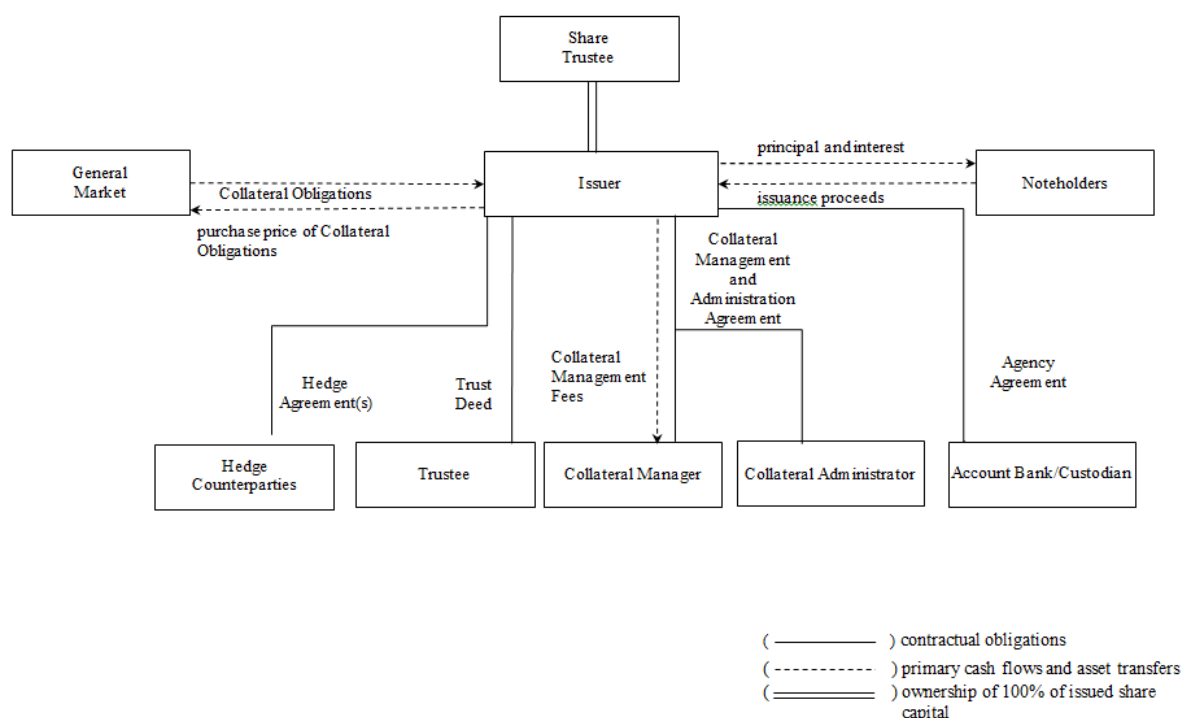 Share
Trustee
General
Market
Issuer
Noteholders
principal and interest
issuance proceeds
Collateral Obligations
purchase price of Collateral
Obligations
Collateral
Management
and
Administration
Agreement
Hedge
Agreement(s)
Trust
Deed
Collateral
Management
Fees
Agency
Agreement
Hedge
Counterparties
Trustee
Collateral Manager
Collateral Administrator
Account Bank/Custodian
( ) contractual obligations
( ) primary cash flows and asset transfers
( ) ownership of 100% of issued share
capital